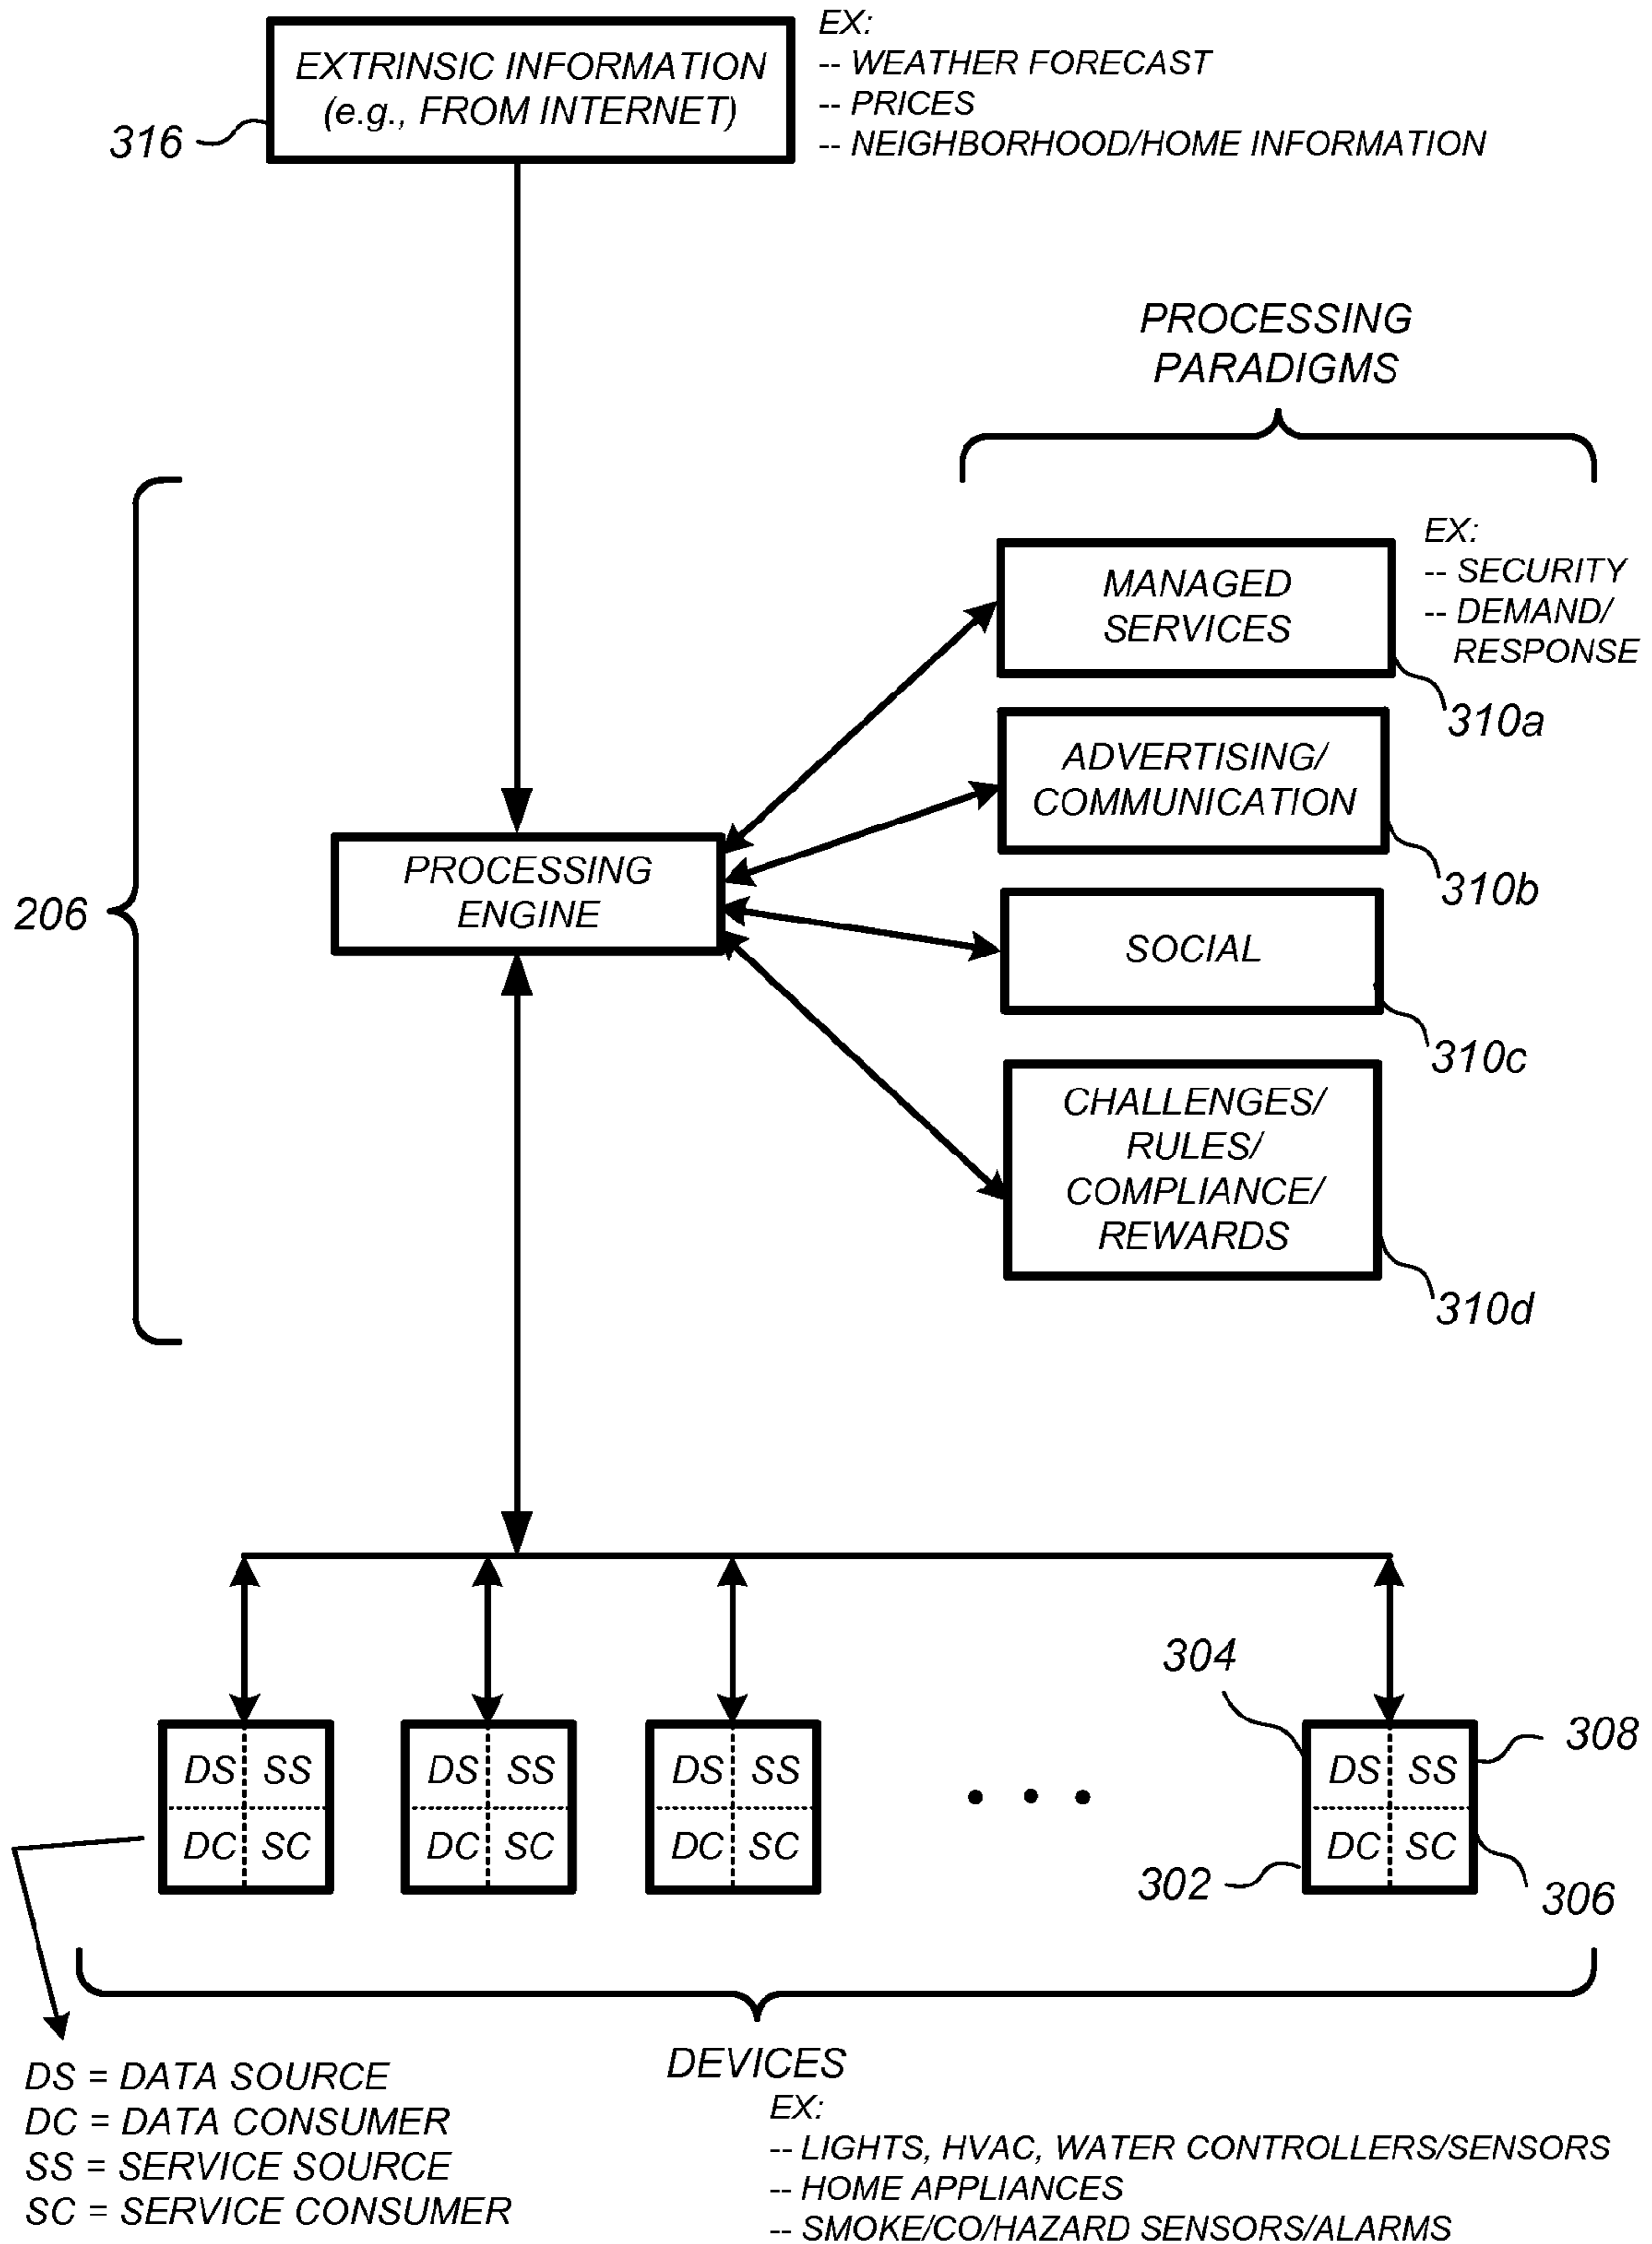 EXTRINSIC INFORMATION
(e.g., FROM INTERNET)
316
EX:
-- WEATHER FORECAST
-- PRICES
-- NEIGHBORHOOD/HOME INFORMATION
PROCESSING
PARADIGMS
206
PROCESSING
ENGINE
MANAGED
SERVICES
EX:
-- SECURITY
-- DEMAND/
RESPONSE
310a
ADVERTISING/
COMMUNICATION
310b
SOCIAL
310c
CHALLENGES/
RULES/
COMPLIANCE/
REWARDS
310d
DS SS
DC SC
DS SS
DC SC
DS SS
DC SC
. . .
304
DS SS
DC SC
308
302
306
DS = DATA SOURCE
DC = DATA CONSUMER
SS = SERVICE SOURCE
SC = SERVICE CONSUMER
DEVICES
EX:
-- LIGHTS, HVAC, WATER CONTROLLERS/SENSORS
-- HOME APPLIANCES
-- SMOKE/CO/HAZARD SENSORS/ALARMS